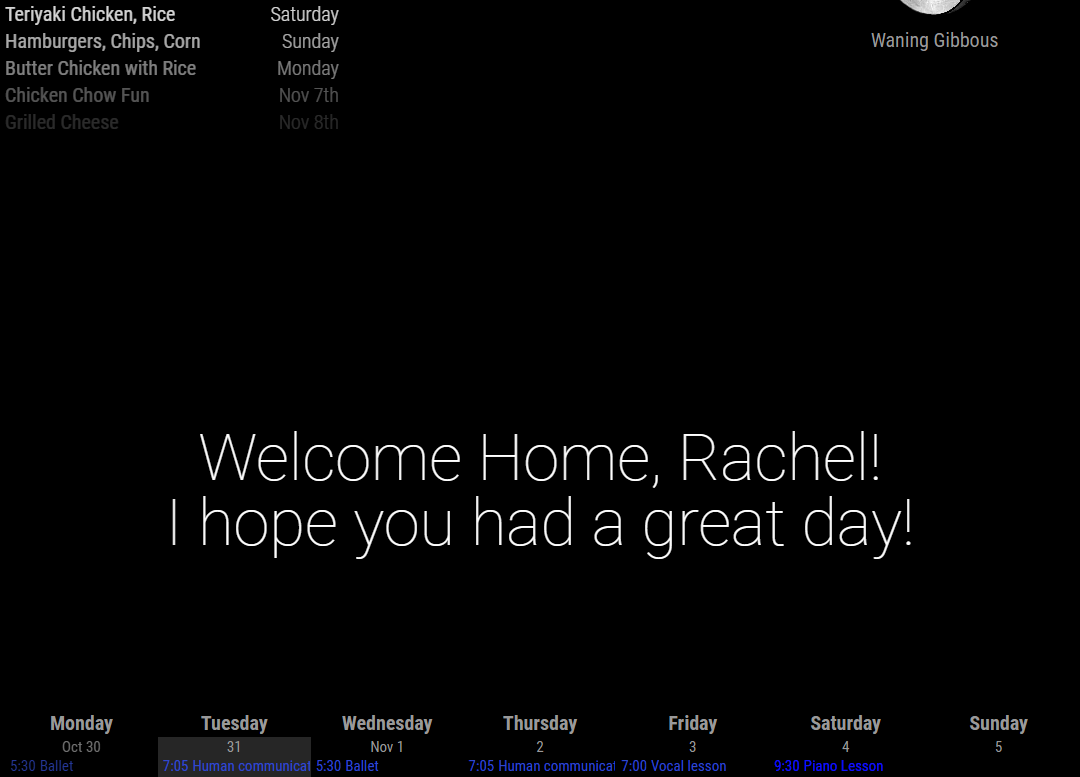 Teriyaki Chicken, Rice Saturday
Hamburgers, Chips, Corn Sunday
Butter Chicken with Rice Monday
Chicken Chow Fun Nov 7th
Grilled Cheese Nov 8th
Waning Gibbous
Welcome Home, Rachel!
I hope you had a great day!
Monday Tuesday Wednesday Thursday Friday Saturday Sunday
Oct 30 31 Nov 1 2 3 4 5
5:30 Ballet 7:05 Human communicat 5:30 Ballet 7:05 Human communicat 7:00 Vocal lesson 9:30 Piano Lesson